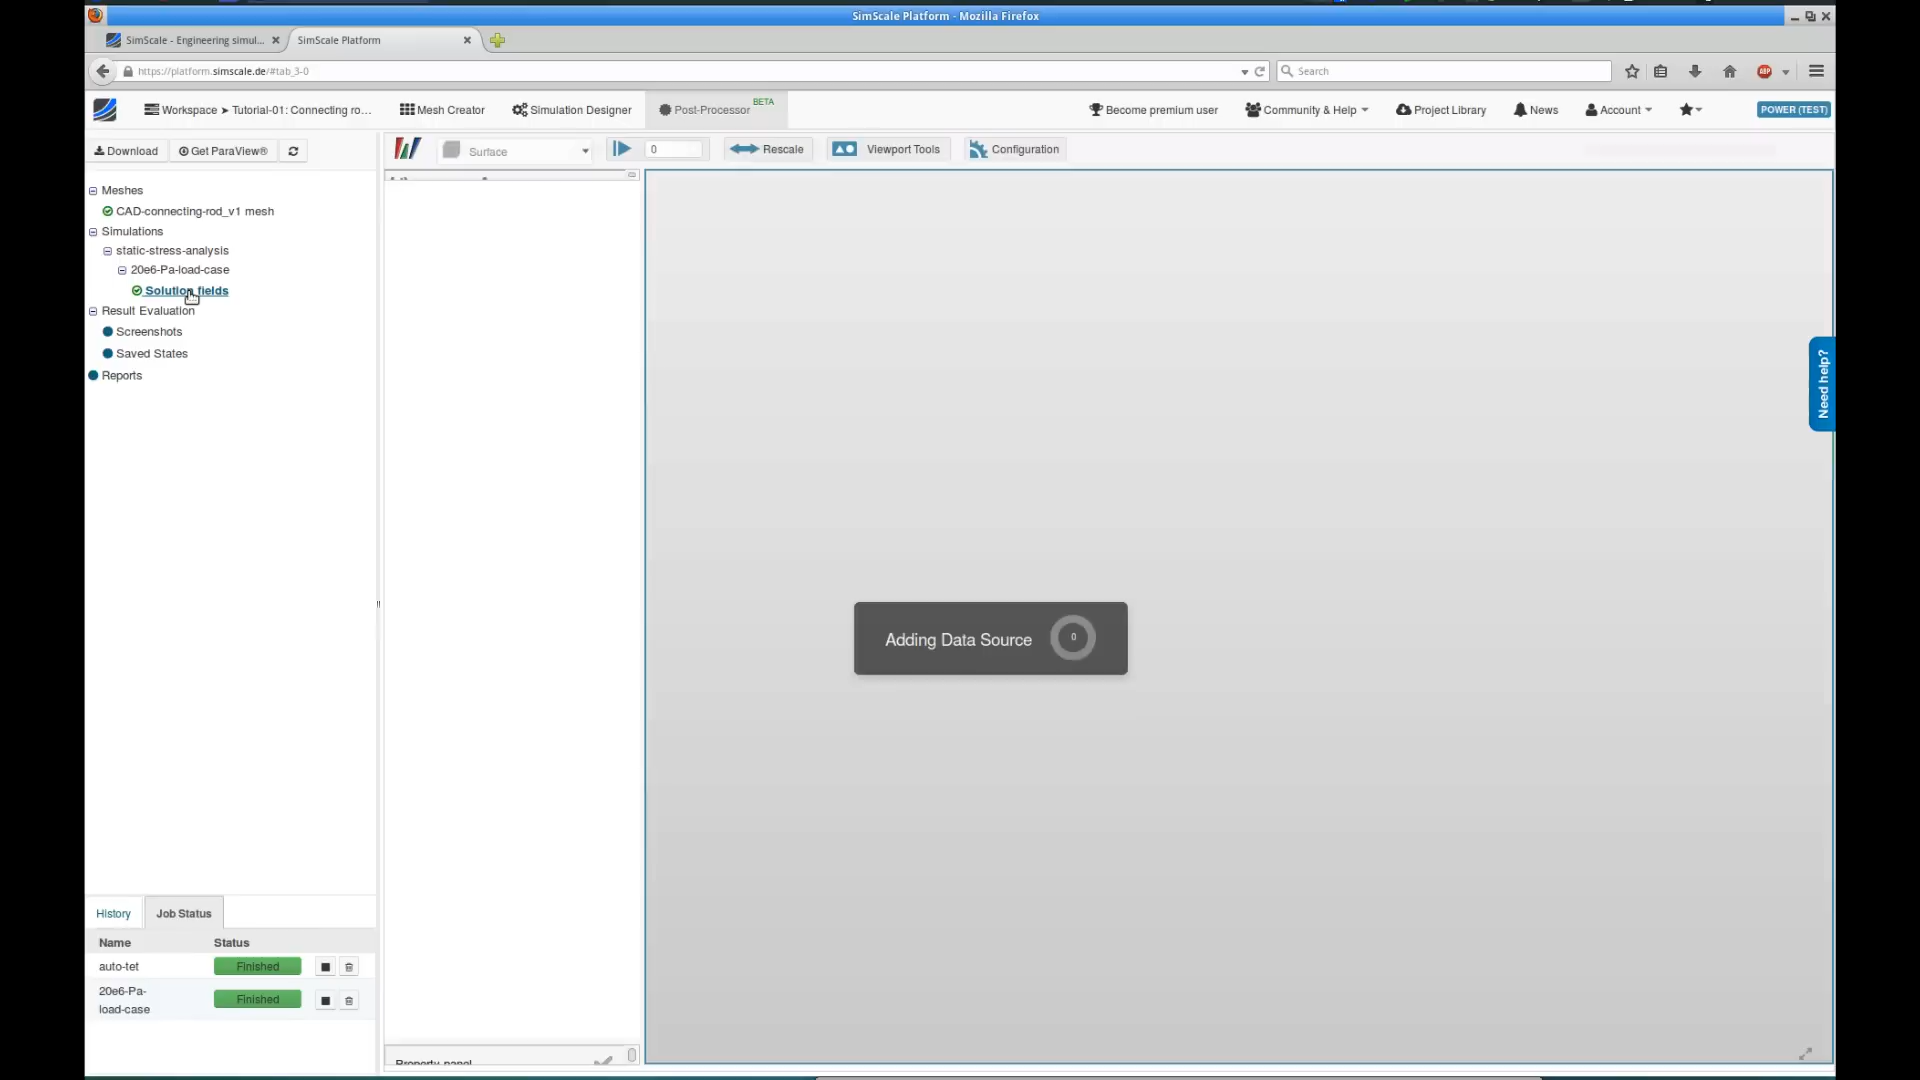 SimScale Platform - Mozilla Firefox
SimScale - Engineering simul...
SimScale Platform
https://platform.simscale.de/#tab_3-0
Search
ABP
Workspace ➤ Tutorial-01: Connecting ro...
Mesh Creator
Simulation Designer
Post-Processor BETA
Become premium user
Community & Help
Project Library
News
Account
POWER (TEST)
Download
Get ParaView®
Surface
0
Rescale
Viewport Tools
Configuration
Meshes
CAD-connecting-rod_v1 mesh
Simulations
static-stress-analysis
20e6-Pa-load-case
Solution fields
Result Evaluation
Screenshots
Saved States
Reports
Need help?
Adding Data Source 0
History
Job Status
Name Status
auto-tet Finished
20e6-Pa-
load-case
Finished
Property panel